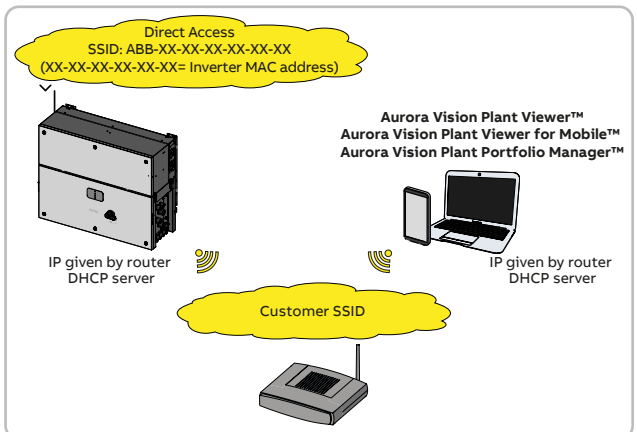 Direct Access
SSID: ABB-XX-XX-XX-XX-XX-XX
(XX-XX-XX-XX-XX-XX= Inverter MAC address)
Aurora Vision Plant Viewer™
Aurora Vision Plant Viewer for Mobile™
Aurora Vision Plant Portfolio Manager™
IP given by router
DHCP server
IP given by router
DHCP server
Customer SSID